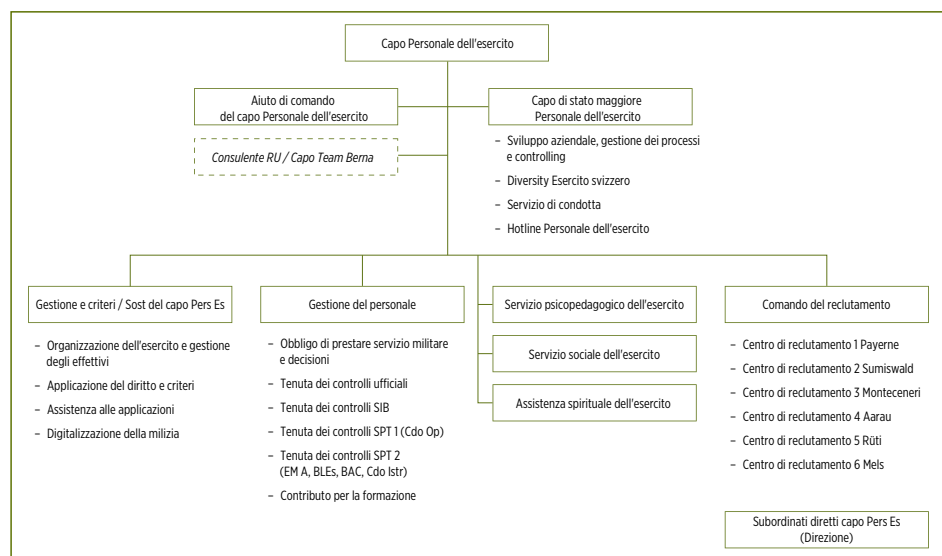 Capo Personale dell'esercito
Aiuto di comando
del capo Personale dell'esercito
Consulente RU / Capo Team Berna
Capo di stato maggiore
Personale dell'esercito
– Sviluppo aziendale, gestione dei processi
e controlling
– Diversity Esercito svizzero
– Servizio di condotta
– Hotline Personale dell'esercito
Gestione e criteri / Sost del capo Pers Es
– Organizzazione dell'esercito e gestione
degli effettivi
– Applicazione del diritto e criteri
– Assistenza alle applicazioni
– Digitalizzazione della milizia
Gestione del personale
– Obbligo di prestare servizio militare
e decisioni
– Tenuta dei controlli ufficiali
– Tenuta dei controlli SIB
– Tenuta dei controlli SPT 1 (Cdo Op)
– Tenuta dei controlli SPT 2
(EM A, BLEs, BAC, Cdo Istr)
– Contributo per la formazione
Servizio psicopedagogico dell'esercito
Servizio sociale dell'esercito
Assistenza spirituale dell'esercito
Comando del reclutamento
– Centro di reclutamento 1 Payerne
– Centro di reclutamento 2 Sumiswald
– Centro di reclutamento 3 Monteceneri
– Centro di reclutamento 4 Aarau
– Centro di reclutamento 5 Rüti
– Centro di reclutamento 6 Mels
Subordinati diretti capo Pers Es
(Direzione)